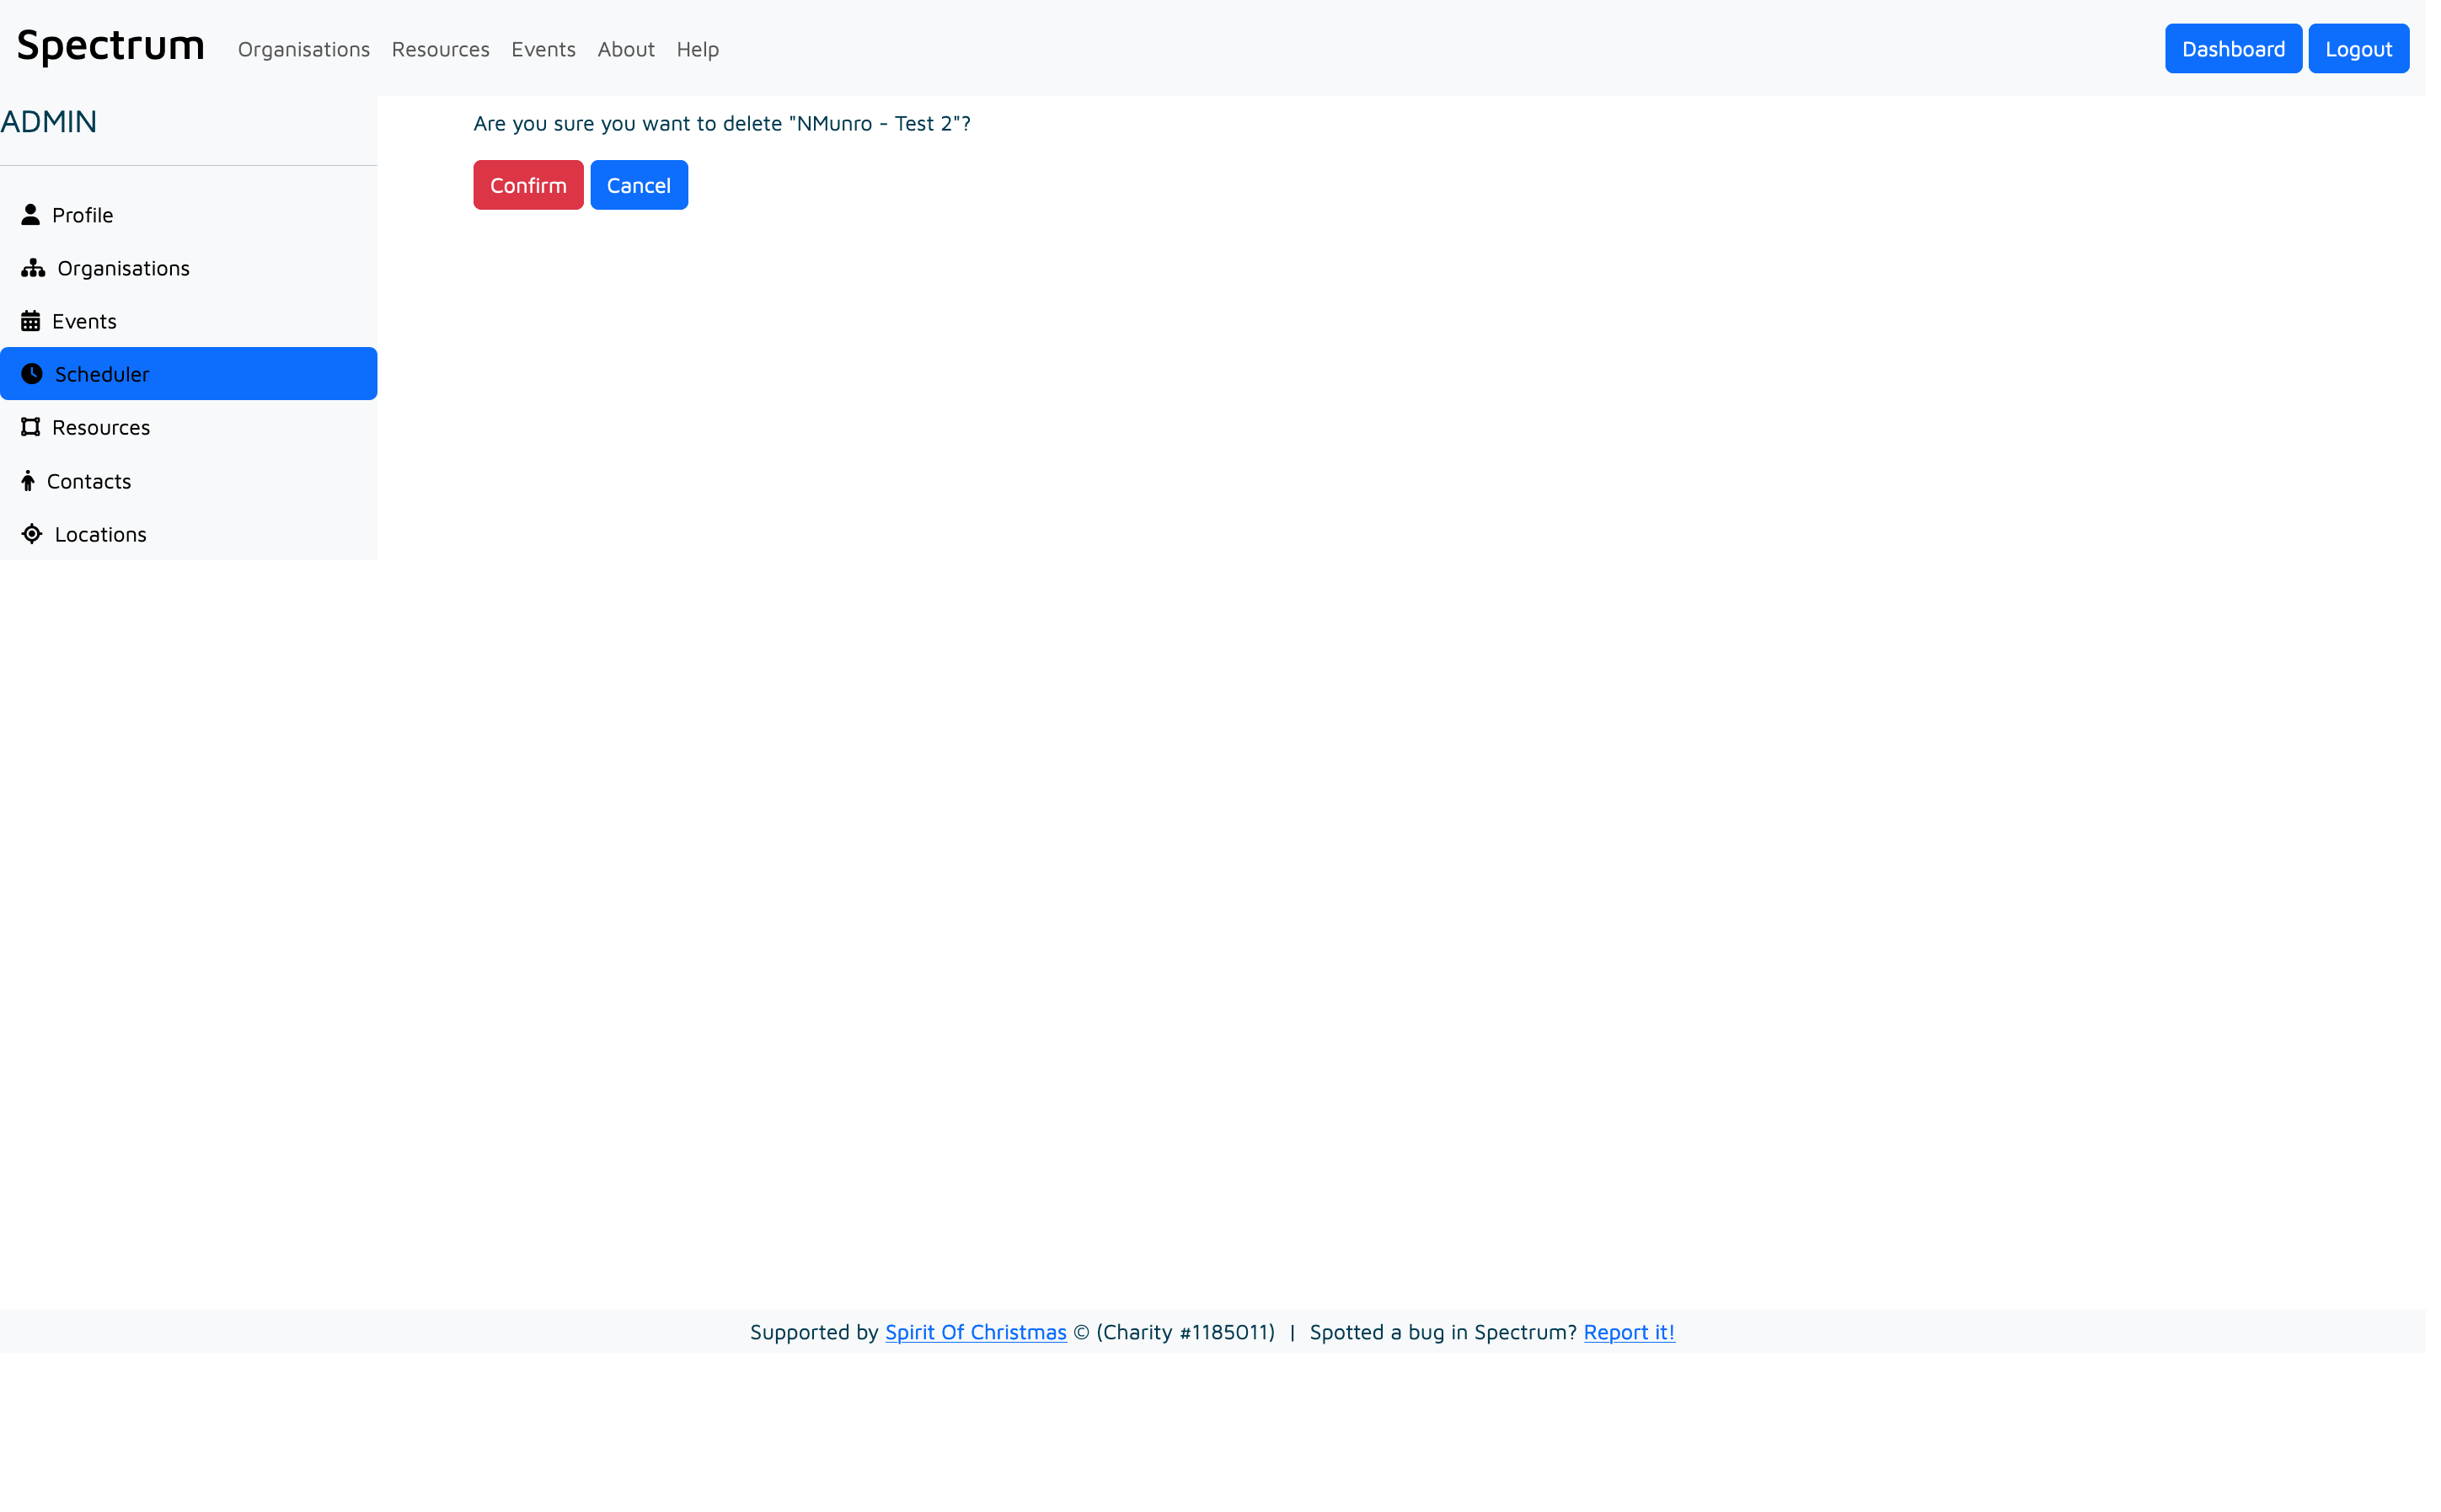 Spectrum Organisations Resources Events About Help Dashboard Logout
ADMIN
Profile
Organisations
Events
Scheduler
Resources
Contacts
Locations
Are you sure you want to delete "NMunro - Test 2"?
Confirm Cancel
Supported by Spirit Of Christmas © (Charity #1185011) | Spotted a bug in Spectrum? Report it!